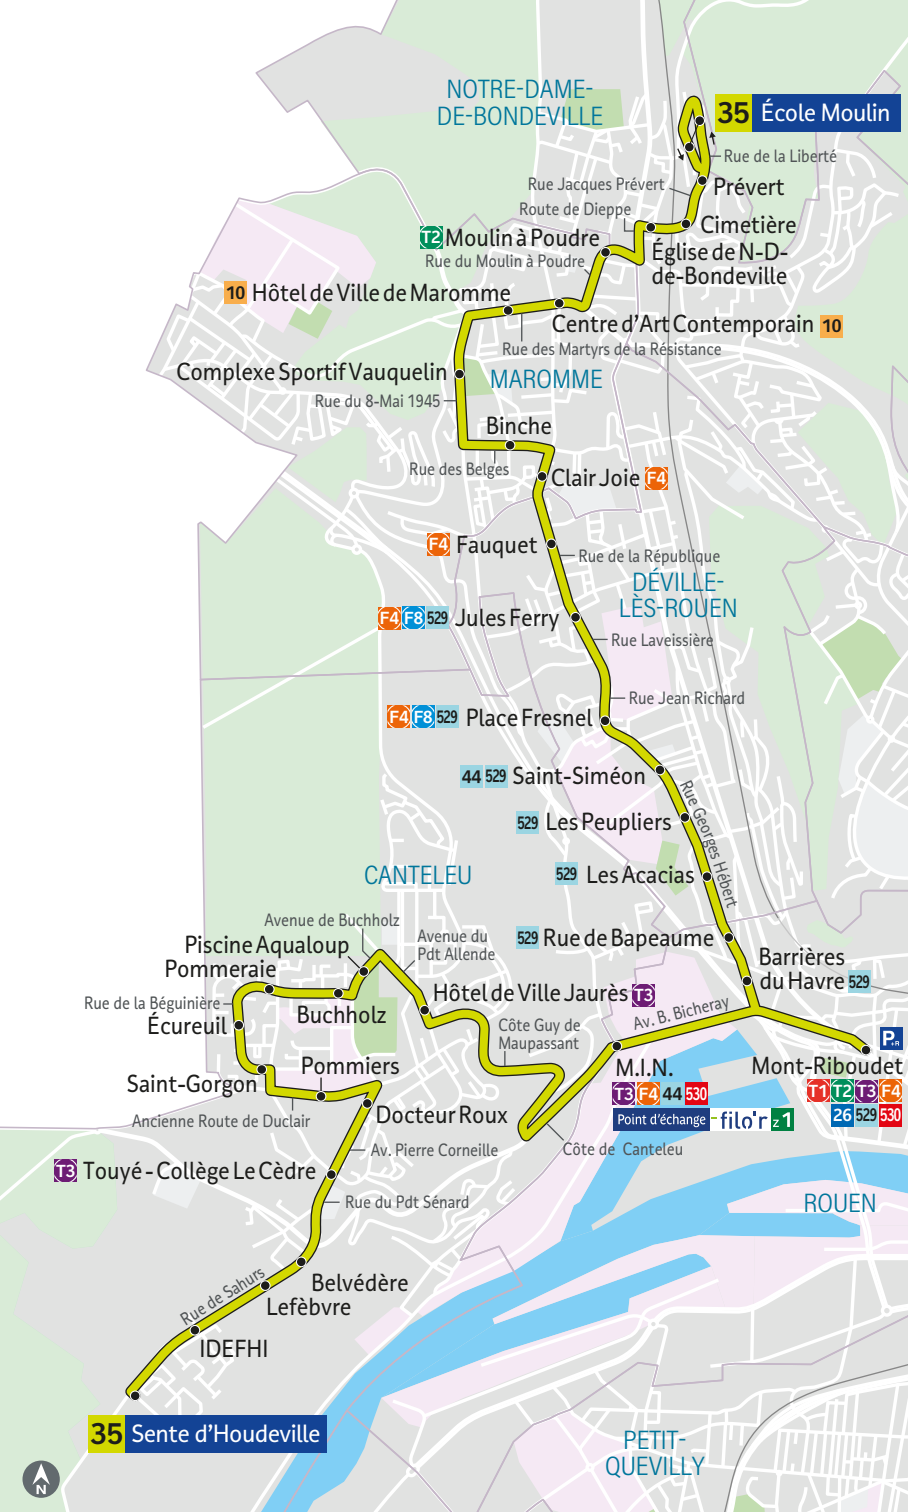 NOTRE-DAME-
DE-BONDEVILLE
35 École Moulin
Rue de la Liberté
Rue Jacques Prévert
Prévert
Route de Dieppe
Cimetière
T2 Moulin à Poudre
Église de N-D-
de-Bondeville
Rue du Moulin à Poudre
10 Hôtel de Ville de Maromme
Centre d'Art Contemporain 10
Rue des Martyrs de la Résistance
Complexe Sportif Vauquelin
MAROMME
Rue du 8-Mai 1945
Binche
Rue des Belges
Clair Joie F4
F4 Fauquet
Rue de la République
DÉVILLE-
LÈS-ROUEN
F4 F8 529 Jules Ferry
Rue Laveissière
Rue Jean Richard
F4 F8 529 Place Fresnel
44 529 Saint-Siméon
Rue Georges Hébert
529 Les Peupliers
529 Les Acacias
CANTELEU
Avenue de Buchholz
529 Rue de Bapeaume
Piscine Aqualoup
Avenue du
Pdt Allende
Pommeraie
Barrières
du Havre 529
Rue de la Béguinière
Hôtel de Ville Jaurès T3
Buchholz
Écureuil
Av. B. Bicheray
Côte Guy de
Maupassant
P+R
Saint-Gorgon
Pommiers
M.I.N.
T3 F4 44 530
Point d'échange filo'r z1
Mont-Riboudet
T1 T2 T3 F4
26 529 530
Ancienne Route de Duclair
Docteur Roux
Av. Pierre Corneille
Côte de Canteleu
T3 Touyé - Collège Le Cèdre
Rue du Pdt Sénard
ROUEN
Belvédère
Rue de Sahurs
Lefèbvre
IDEFHI
35 Sente d'Houdeville
PETIT-
QUEVILLY
N